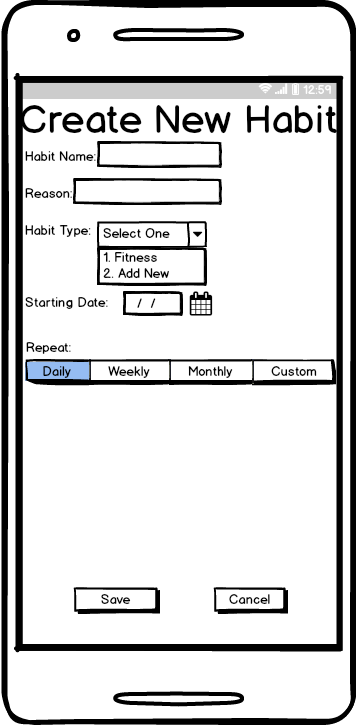 12:59
Create New Habit
Habit Name:
Reason:
Habit Type: Select One
1. Fitness
2. Add New
Starting Date: / /
Repeat:
Daily Weekly Monthly Custom
Save Cancel